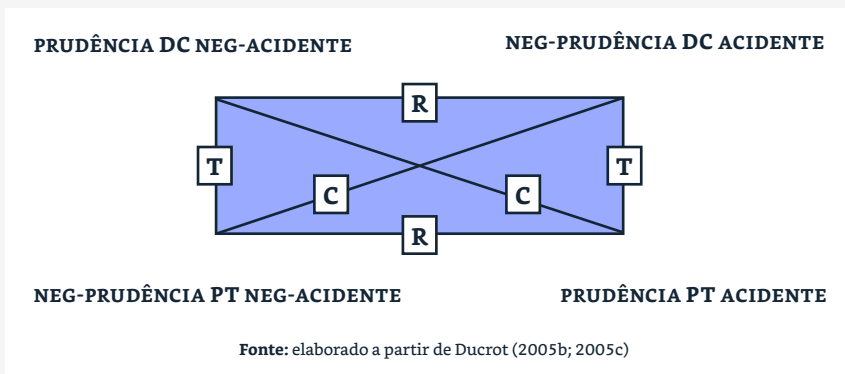 PRUDÊNCIA DC NEG-ACIDENTE
NEG-PRUDÊNCIA DC ACIDENTE
R
T
T
C
C
R
NEG-PRUDÊNCIA PT NEG-ACIDENTE
PRUDÊNCIA PT ACIDENTE
Fonte: elaborado a partir de Ducrot (2005b; 2005c)